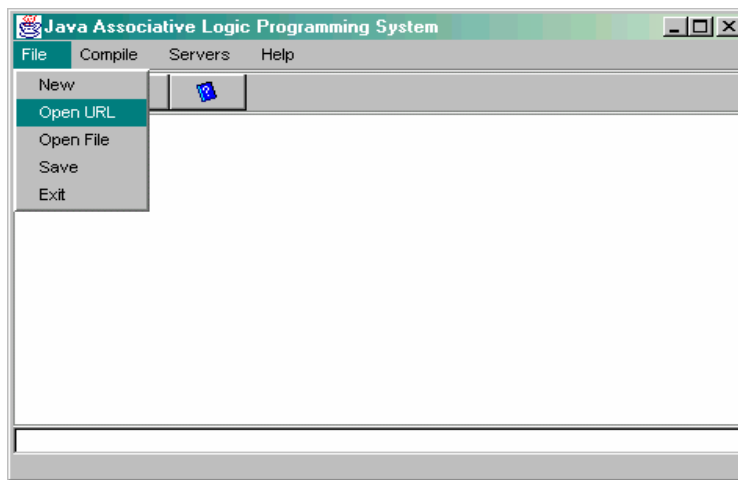 Java Associative Logic Programming System
File Compile Servers Help
New
Open URL
Open File
Save
Exit